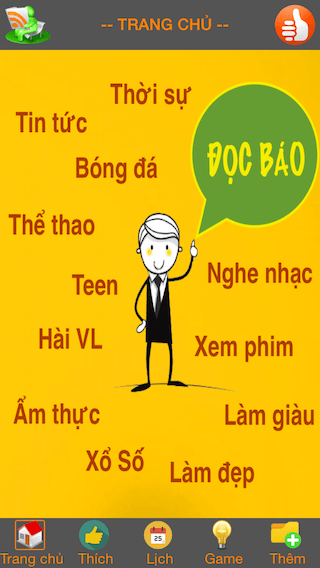 -- TRANG CHỦ --
Thời sự
Tin tức
ĐỌC BÁO
Bóng đá
Thể thao
Nghe nhạc
Teen
Hài VL
Xem phim
Ẩm thực
Làm giàu
Xổ Số
Làm đẹp
25
Trang chủ
Thích
Lịch
Game
Thêm